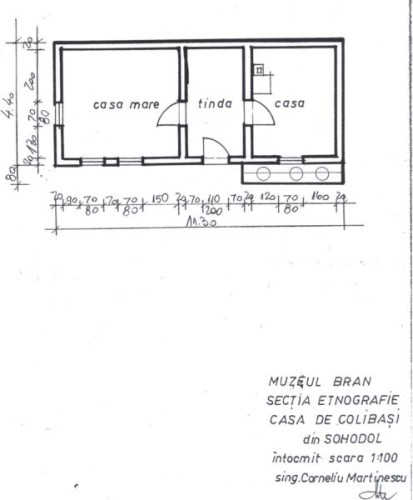 casa mare
tinda
casa
20
200
70
80
120
20
4.40
80
20 90 70 70 70 150 20 70 110 70 20 120 70 160 20
80 80 200 80
11.30
MUZEUL BRAN
SECȚIA ETNOGRAFIE
CASA DE COLIBAȘI
din SOHODOL
întocmit scara 1:100
sing. Corneliu Martinescu